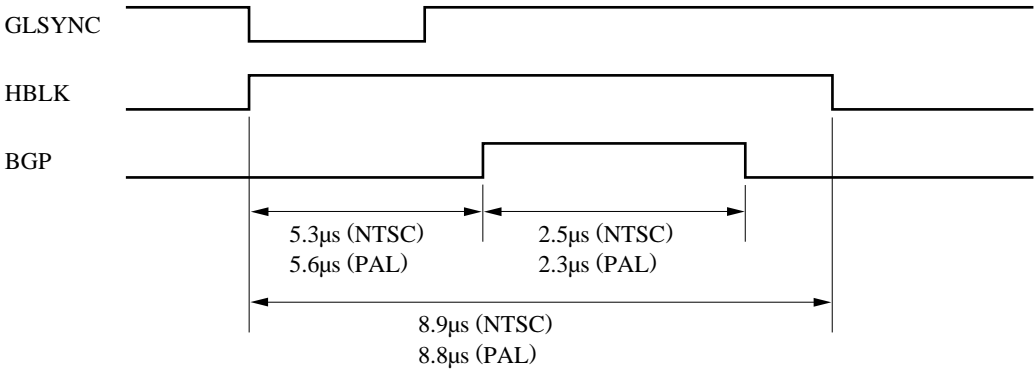 GLSYNC
HBLK
BGP
5.3µs (NTSC)
5.6µs (PAL)
2.5µs (NTSC)
2.3µs (PAL)
8.9µs (NTSC)
8.8µs (PAL)